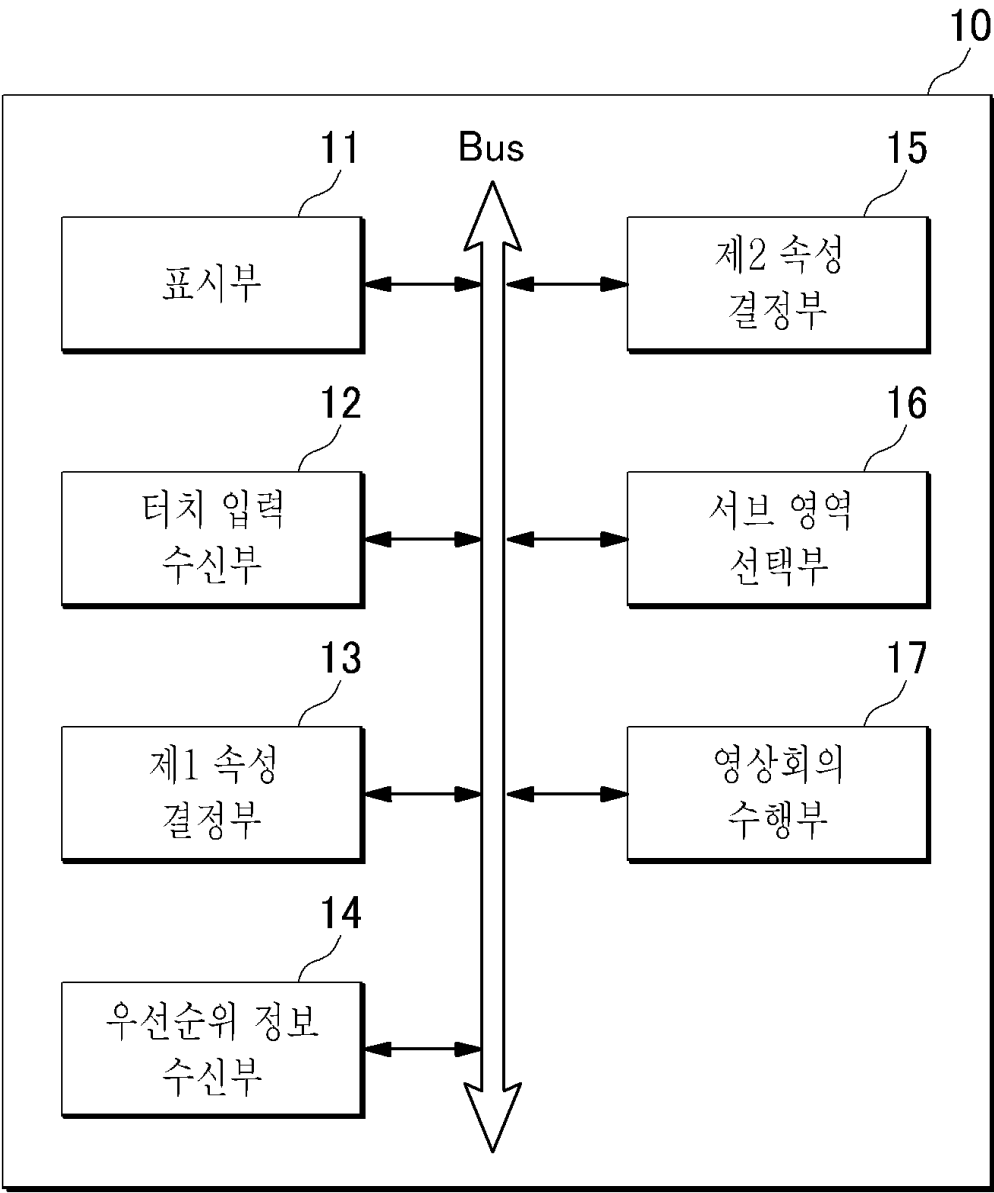 10
Bus
11
표시부
12
터치 입력
수신부
13
제1 속성
결정부
14
우선순위 정보
수신부
15
제2 속성
결정부
16
서브 영역
선택부
17
영상회의
수행부